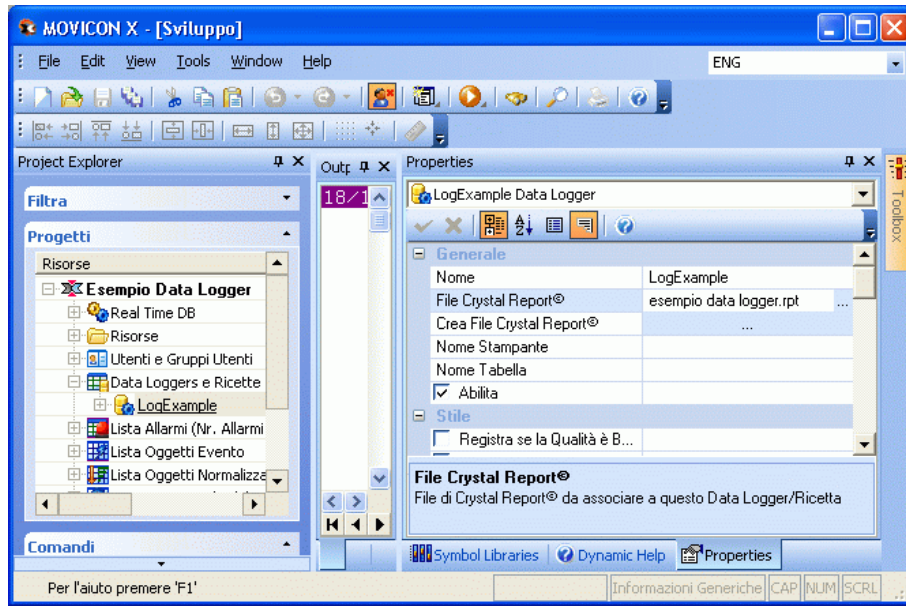 MOVICON X - [Sviluppo]
File Edit View Tools Window Help
ENG
Project Explorer
Filtra
Progetti
Risorse
Esempio Data Logger
Real Time DB
Risorse
Utenti e Gruppi Utenti
Data Loggers e Ricette
LogExample
Lista Allarmi (Nr. Allarmi
Lista Oggetti Evento
Lista Oggetti Normalizza
Comandi
Outp
18/1
Properties
LogExample Data Logger
Generale
Nome LogExample
File Crystal Report© esempio data logger.rpt ...
Crea File Crystal Report© ...
Nome Stampante
Nome Tabella
Abilita
Stile
Registra se la Qualità è B...
File Crystal Report©
File di Crystal Report© da associare a questo Data Logger/Ricetta
Symbol Libraries Dynamic Help Properties
Toolbox
Per l'aiuto premere 'F1'
Informazioni Generiche CAP NUM SCRL